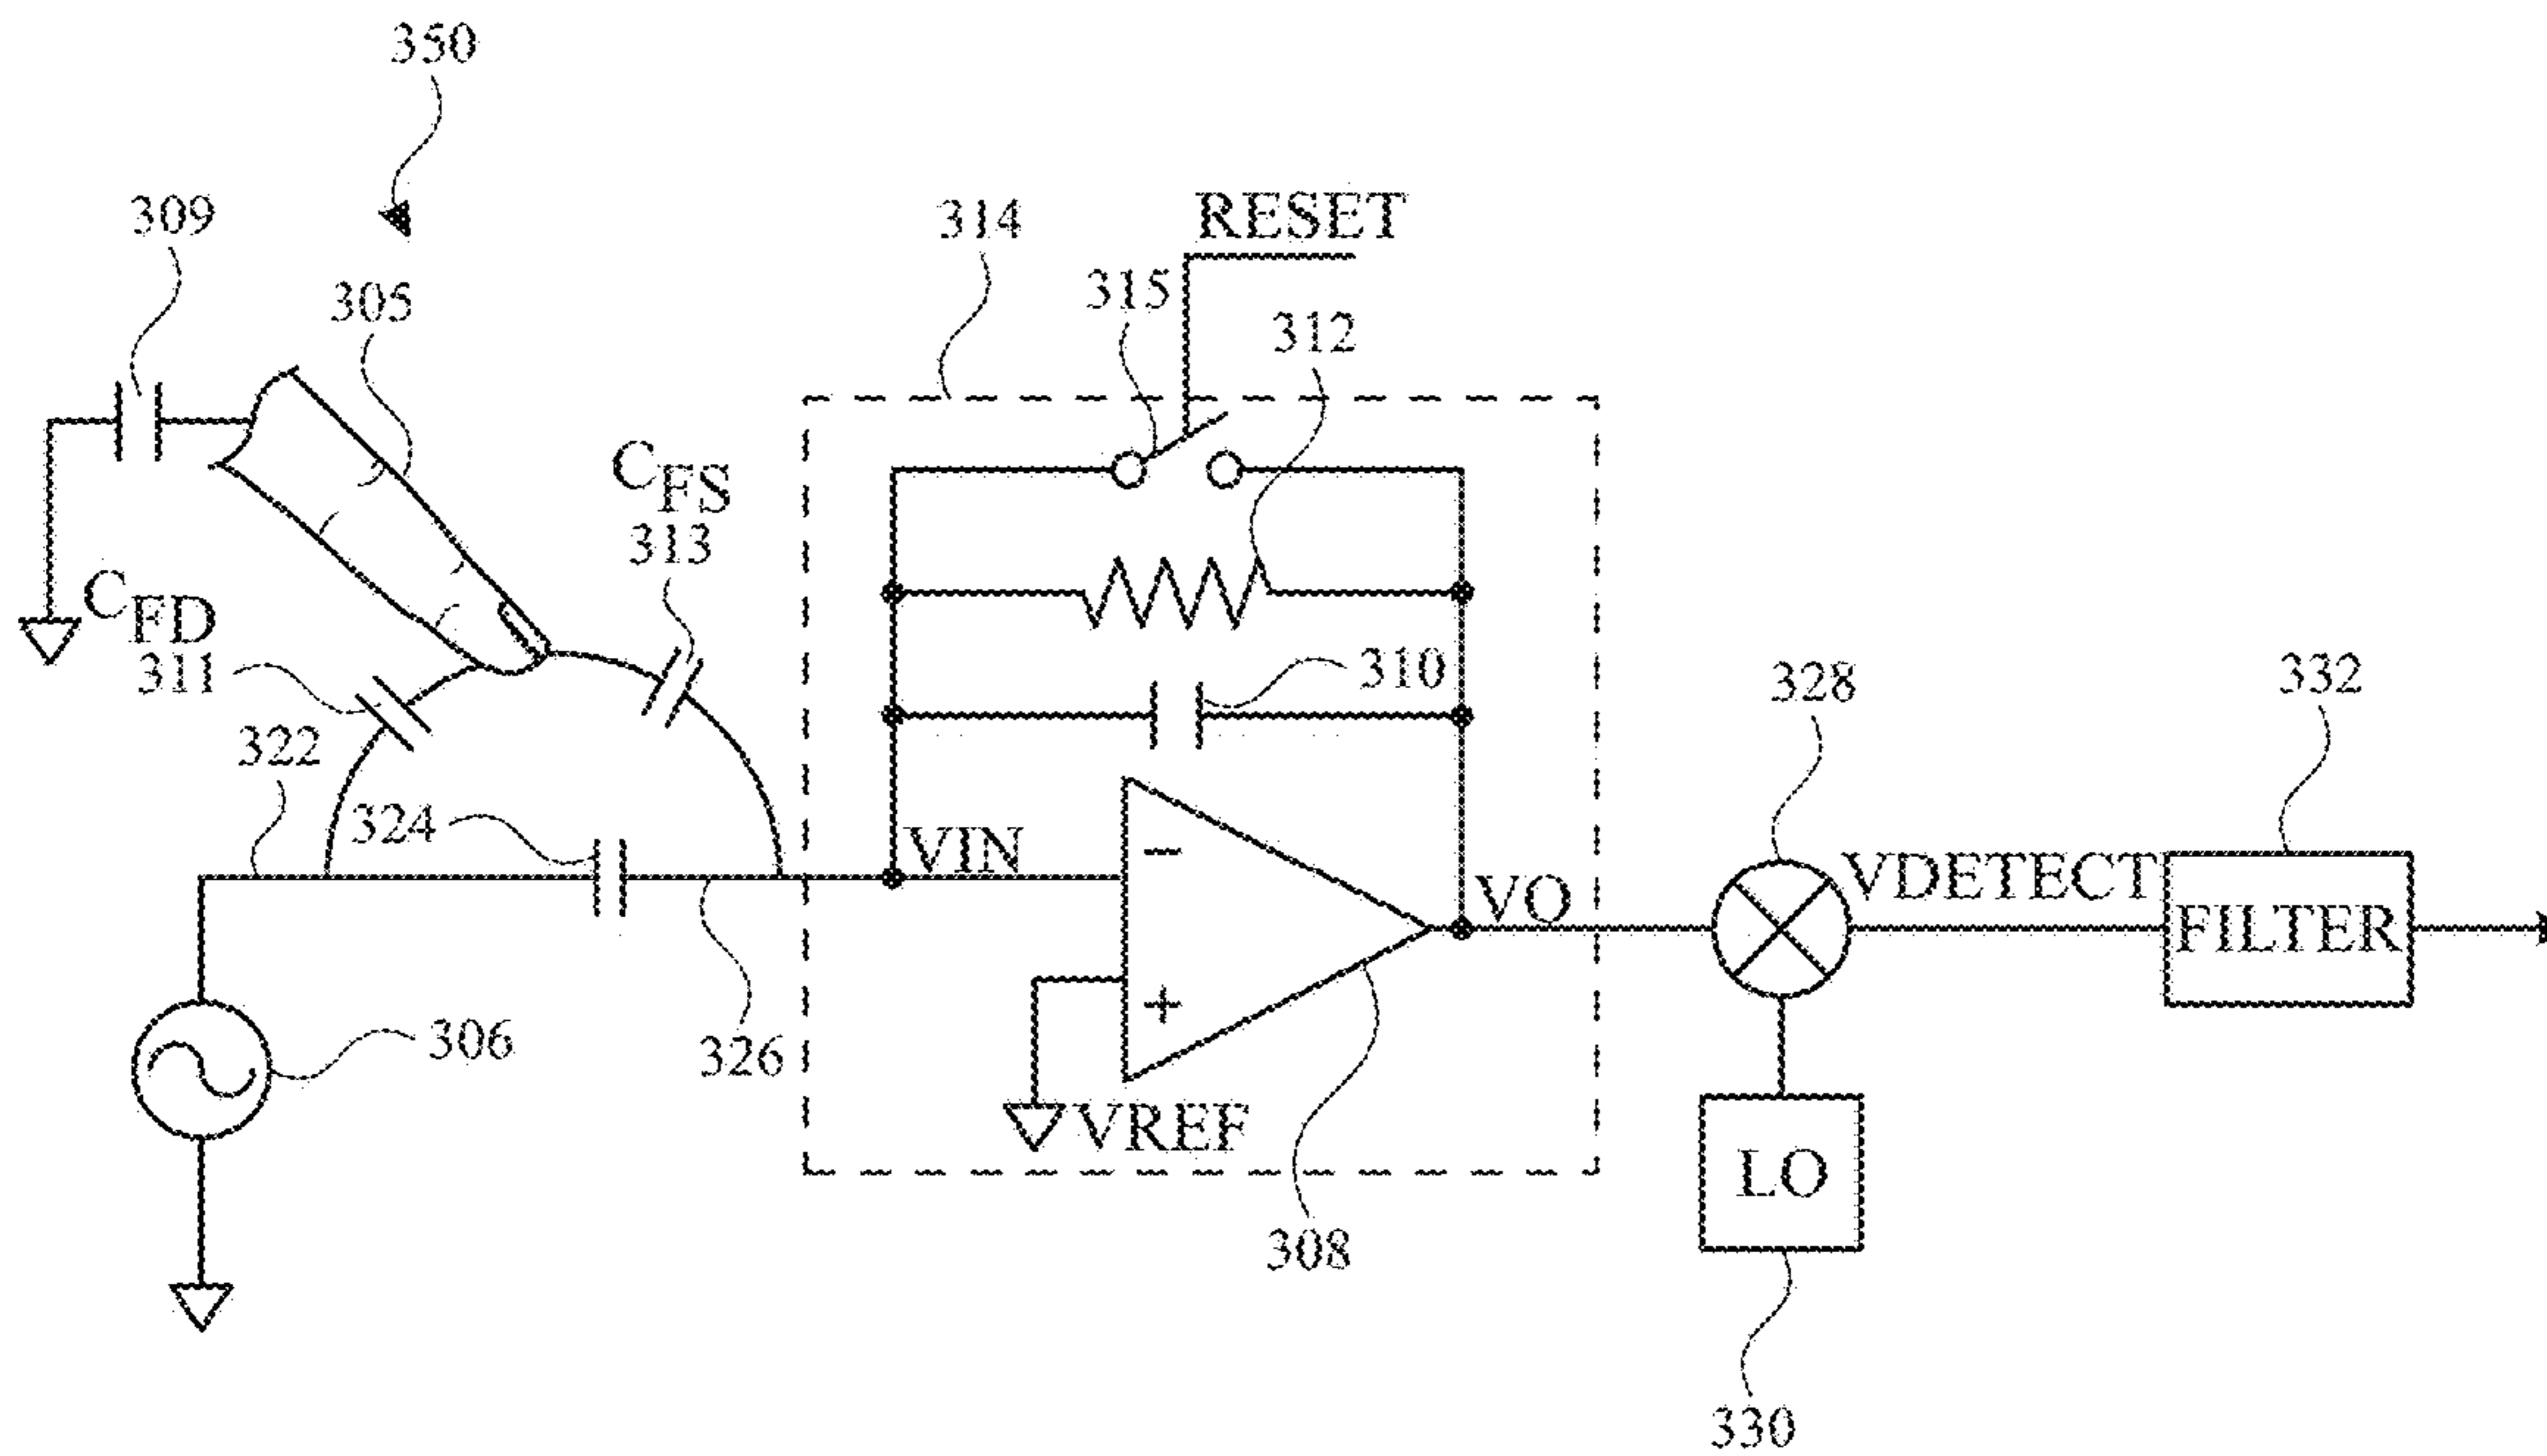 350
309
314
RESET
305
315
312
CFS
313
CFD
311
310
328
332
322
324
VIN
−
VO
VDETECT
FILTER
306
326
+
VREF
LO
308
330